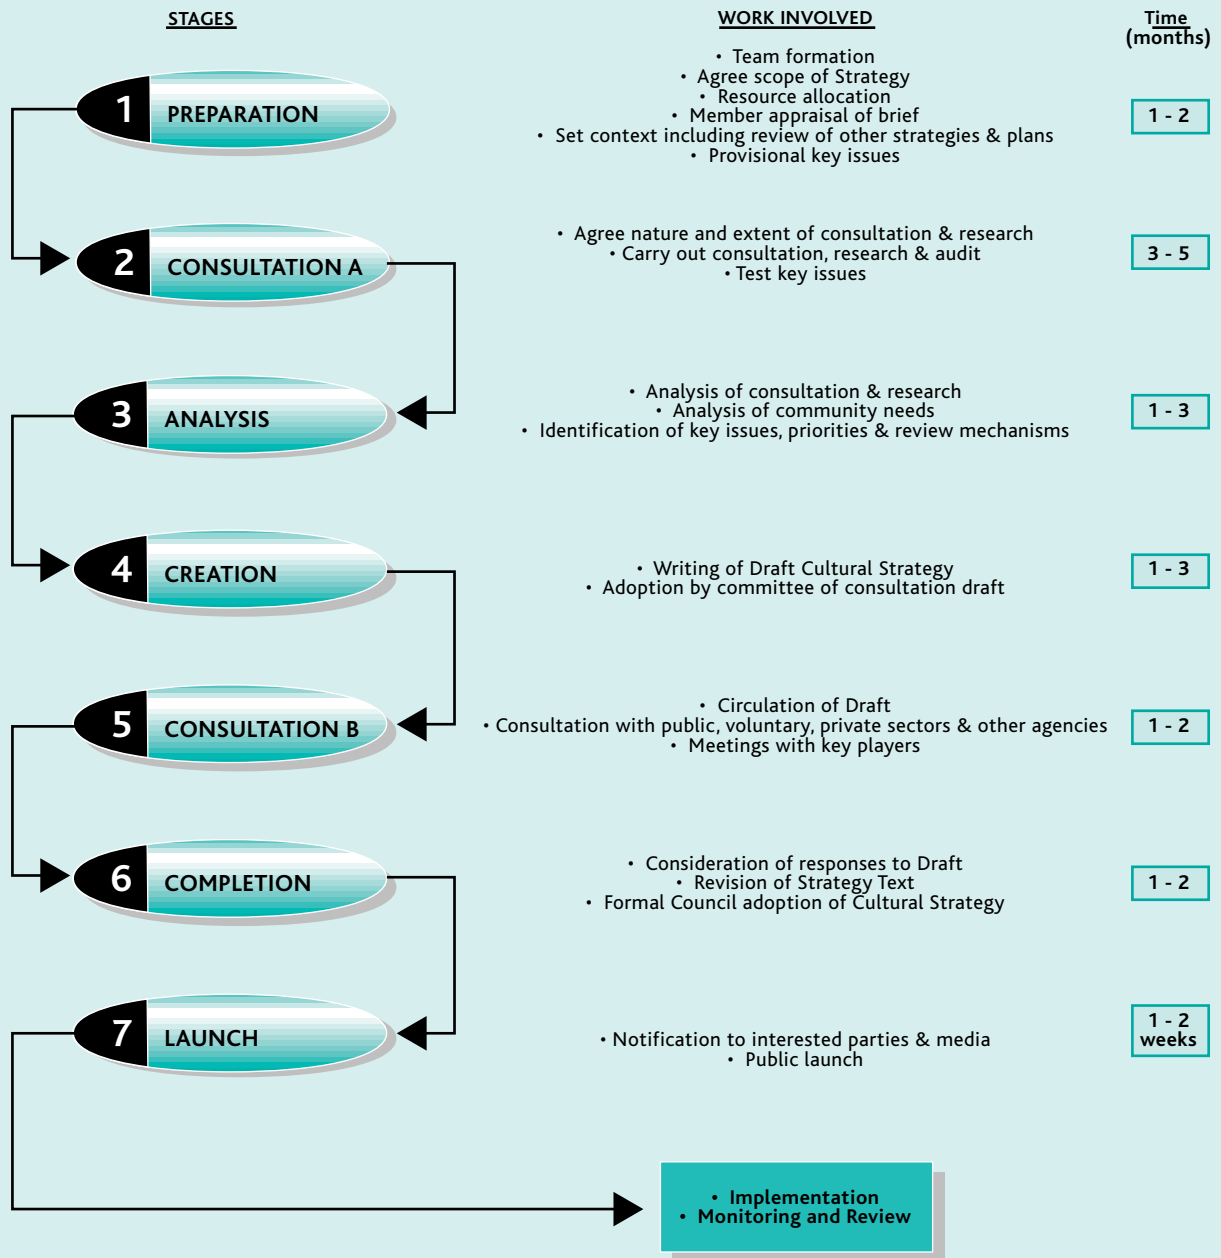 STAGES
WORK INVOLVED
Time
(months)
1 PREPARATION
• Team formation
• Agree scope of Strategy
• Resource allocation
• Member appraisal of brief
• Set context including review of other strategies & plans
• Provisional key issues
1 - 2
2 CONSULTATION A
• Agree nature and extent of consultation & research
• Carry out consultation, research & audit
• Test key issues
3 - 5
3 ANALYSIS
• Analysis of consultation & research
• Analysis of community needs
• Identification of key issues, priorities & review mechanisms
1 - 3
4 CREATION
• Writing of Draft Cultural Strategy
• Adoption by committee of consultation draft
1 - 3
5 CONSULTATION B
• Circulation of Draft
• Consultation with public, voluntary, private sectors & other agencies
• Meetings with key players
1 - 2
6 COMPLETION
• Consideration of responses to Draft
• Revision of Strategy Text
• Formal Council adoption of Cultural Strategy
1 - 2
7 LAUNCH
• Notification to interested parties & media
• Public launch
1 - 2
weeks
• Implementation
• Monitoring and Review